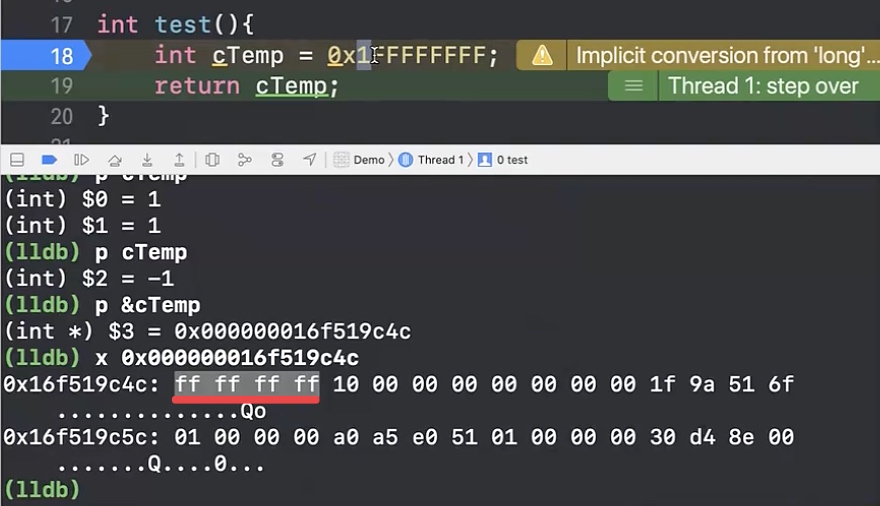 17 int test(){
18 int cTemp = 0x1FFFFFFFF; Implicit conversion from 'long'...
19 return cTemp; Thread 1: step over
20 }
Demo Thread 1 0 test
(lldb) p cTemp
(int) $0 = 1
(int) $1 = 1
(lldb) p cTemp
(int) $2 = -1
(lldb) p &cTemp
(int *) $3 = 0x000000016f519c4c
(lldb) x 0x000000016f519c4c
0x16f519c4c: ff ff ff ff 10 00 00 00 00 00 00 00 1f 9a 51 6f
..............Qo
0x16f519c5c: 01 00 00 00 a0 a5 e0 51 01 00 00 00 30 d4 8e 00
.......Q....0...
(lldb)